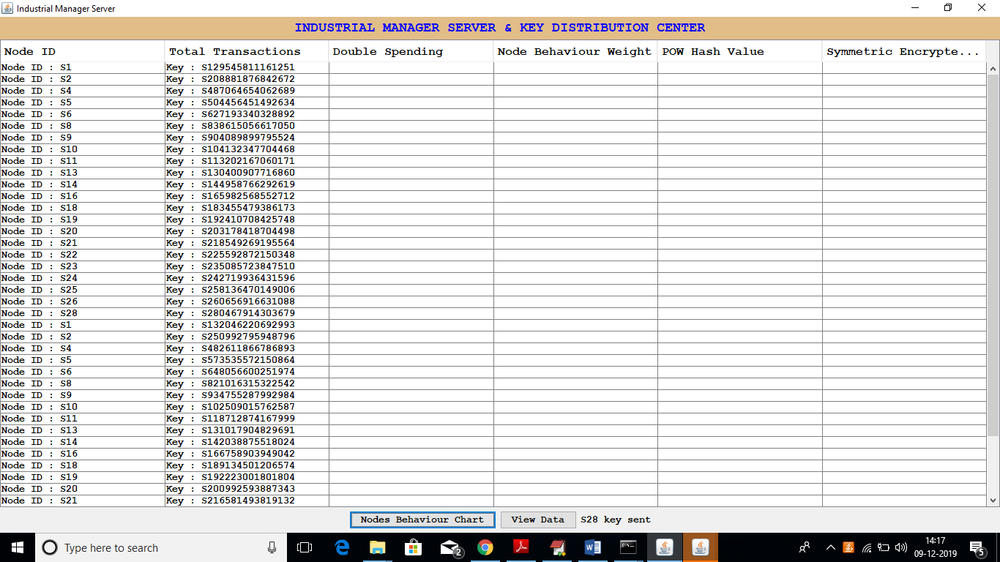 Industrial Manager Server
INDUSTRIAL MANAGER SERVER & KEY DISTRIBUTION CENTER
Node ID Total Transactions Double Spending Node Behaviour Weight POW Hash Value Symmetric Encrypte...
Node ID : S1 Key : S129545811161251
Node ID : S2 Key : S208881876842672
Node ID : S4 Key : S487064654062689
Node ID : S5 Key : S504456451492634
Node ID : S6 Key : S627193340328892
Node ID : S8 Key : S838615056617050
Node ID : S9 Key : S904089899795524
Node ID : S10 Key : S104132347704468
Node ID : S11 Key : S113202167060171
Node ID : S13 Key : S130400907716860
Node ID : S14 Key : S144958766292619
Node ID : S16 Key : S165982568552712
Node ID : S18 Key : S183455479386173
Node ID : S19 Key : S192410708425748
Node ID : S20 Key : S203178418704498
Node ID : S21 Key : S218549269195564
Node ID : S22 Key : S225592872150348
Node ID : S23 Key : S235085723847510
Node ID : S24 Key : S242719936431596
Node ID : S25 Key : S258136470149006
Node ID : S26 Key : S260656916631088
Node ID : S28 Key : S280467914303679
Node ID : S1 Key : S132046220692993
Node ID : S2 Key : S250992795948796
Node ID : S4 Key : S482611866786893
Node ID : S5 Key : S573535572150864
Node ID : S6 Key : S648056600251974
Node ID : S8 Key : S821016315322542
Node ID : S9 Key : S934755287992984
Node ID : S10 Key : S102509015762587
Node ID : S11 Key : S118712874167999
Node ID : S13 Key : S131017904829691
Node ID : S14 Key : S142038875518024
Node ID : S16 Key : S166758903949042
Node ID : S18 Key : S189134501206574
Node ID : S19 Key : S192223001801804
Node ID : S20 Key : S200992593887343
Node ID : S21 Key : S216581493819132
Nodes Behaviour Chart View Data S28 key sent
Type here to search 2 14:17
09-12-2019 5